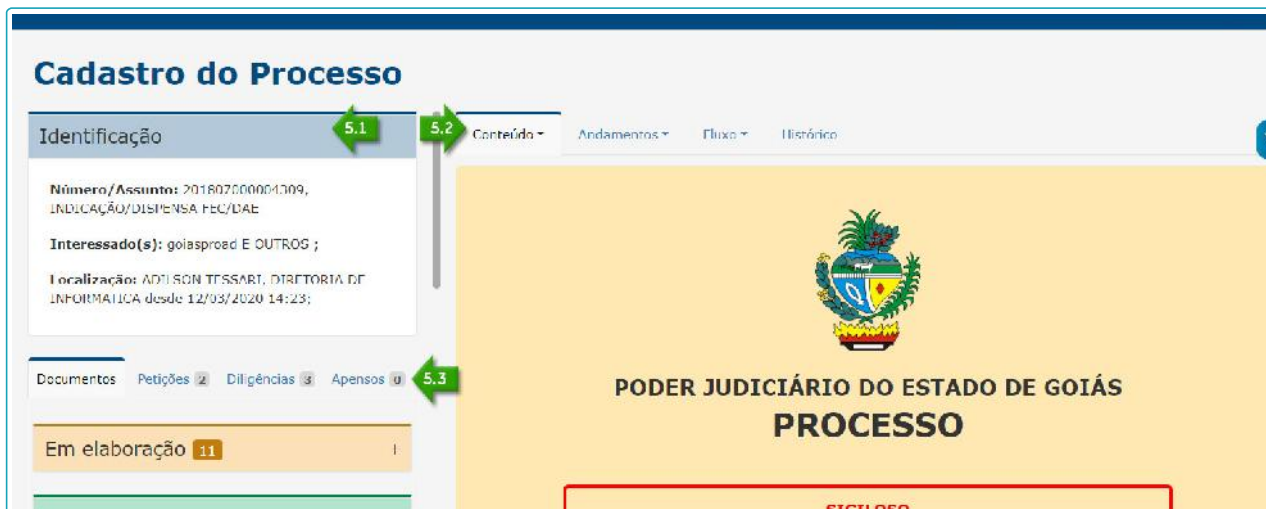 Cadastro do Processo
Identificação
5.1
5.2
Conteúdo
Andamentos
Fluxo
Histórico
Número/Assunto: 201807000004309,
INDICAÇÃO/DISPENSA FEC/DAE
Interessado(s): goiasproad E OUTROS ;
Localização: ADILSON TESSARI, DIRETORIA DE
INFORMATICA desde 12/03/2020 14:23;
Documentos
Petições 2
Diligências 3
Apensos 0
5.3
Em elaboração 11
PODER JUDICIÁRIO DO ESTADO DE GOIÁS
PROCESSO
SIGILOSO